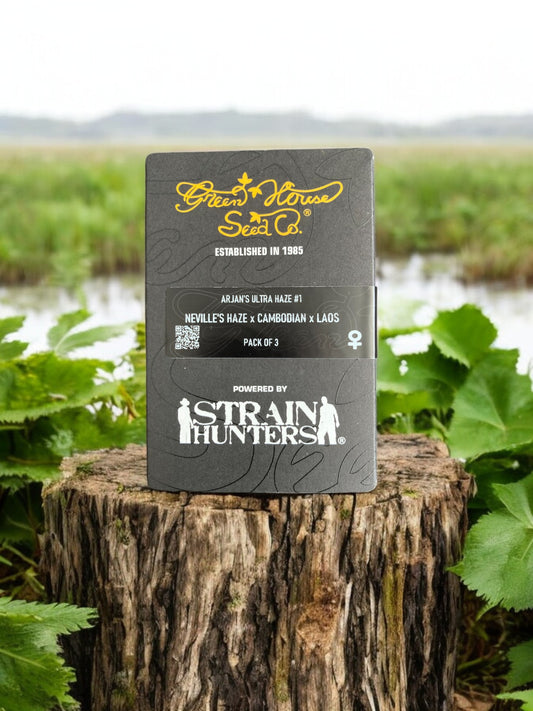 Green House
Seed Co.®
ESTABLISHED IN 1985
ARJAN'S ULTRA HAZE #1
NEVILLE'S HAZE x CAMBODIAN x LAOS
PACK OF 3
POWERED BY
STRAIN
HUNTERS®